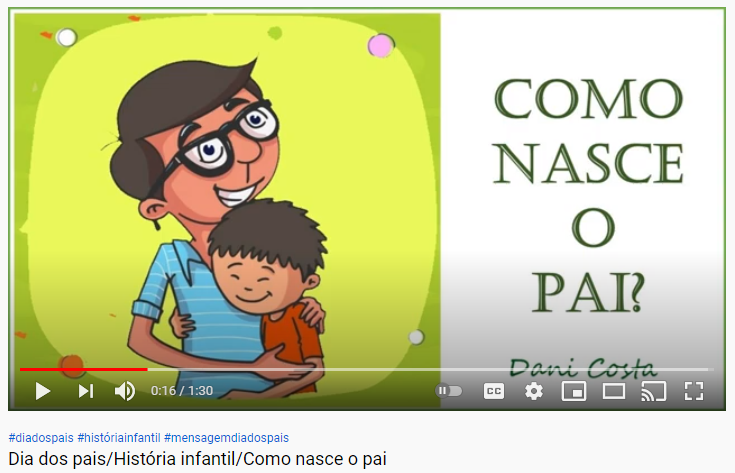 COMO
NASCE
O
PAI?
Dani Costa
0:16 / 1:30
CC
#diadospais #históriainfantil #mensagemdiadospais
Dia dos pais/História infantil/Como nasce o pai